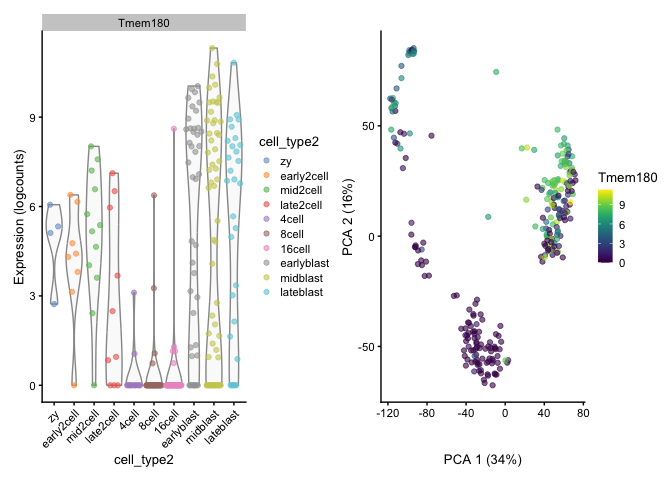 Tmem180
Expression (logcounts)
9
6
3
0
zy
early2cell
mid2cell
late2cell
4cell
8cell
16cell
earlyblast
midblast
lateblast
cell_type2
cell_type2
zy
early2cell
mid2cell
late2cell
4cell
8cell
16cell
earlyblast
midblast
lateblast
PCA 2 (16%)
50
0
-50
-120
-80
-40
0
40
80
PCA 1 (34%)
Tmem180
9
6
3
0